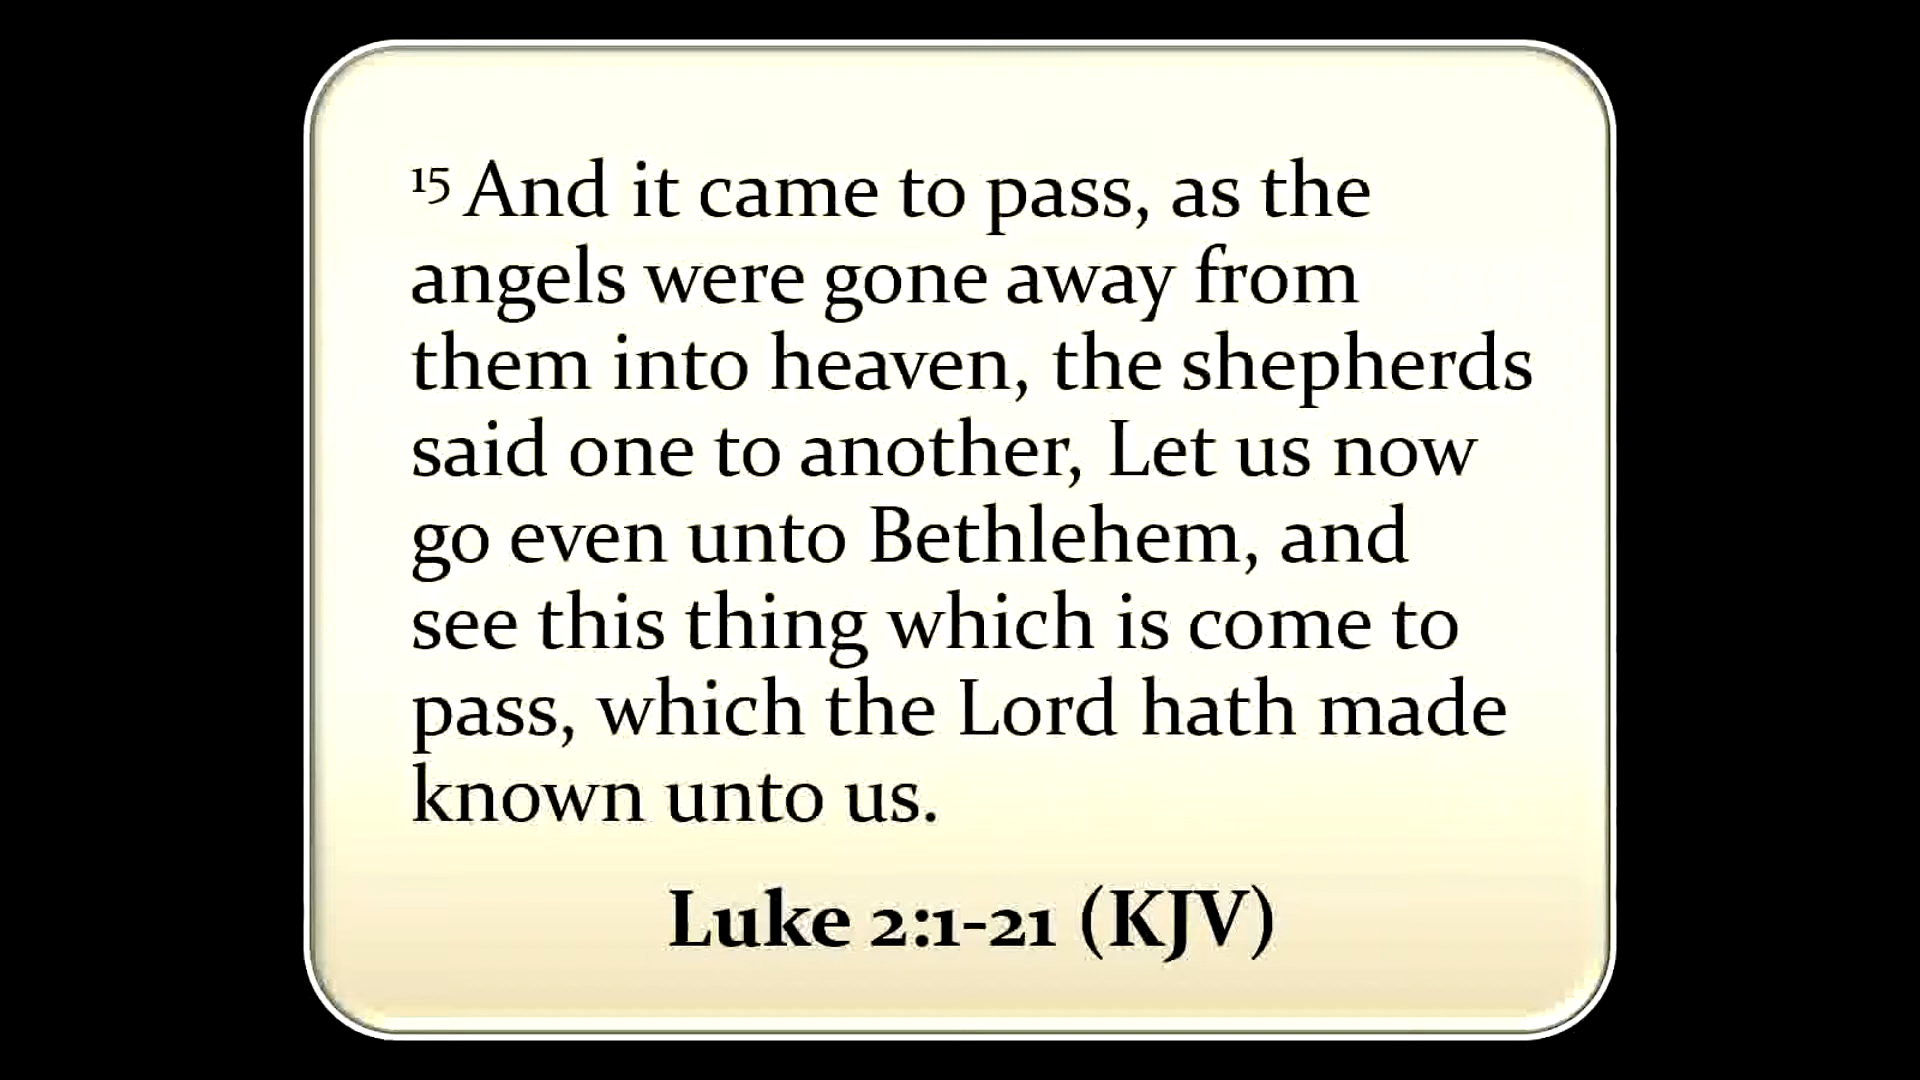 15 And it came to pass, as the
angels were gone away from
them into heaven, the shepherds
said one to another, Let us now
go even unto Bethlehem, and
see this thing which is come to
pass, which the Lord hath made
known unto us.
Luke 2:1-21 (KJV)